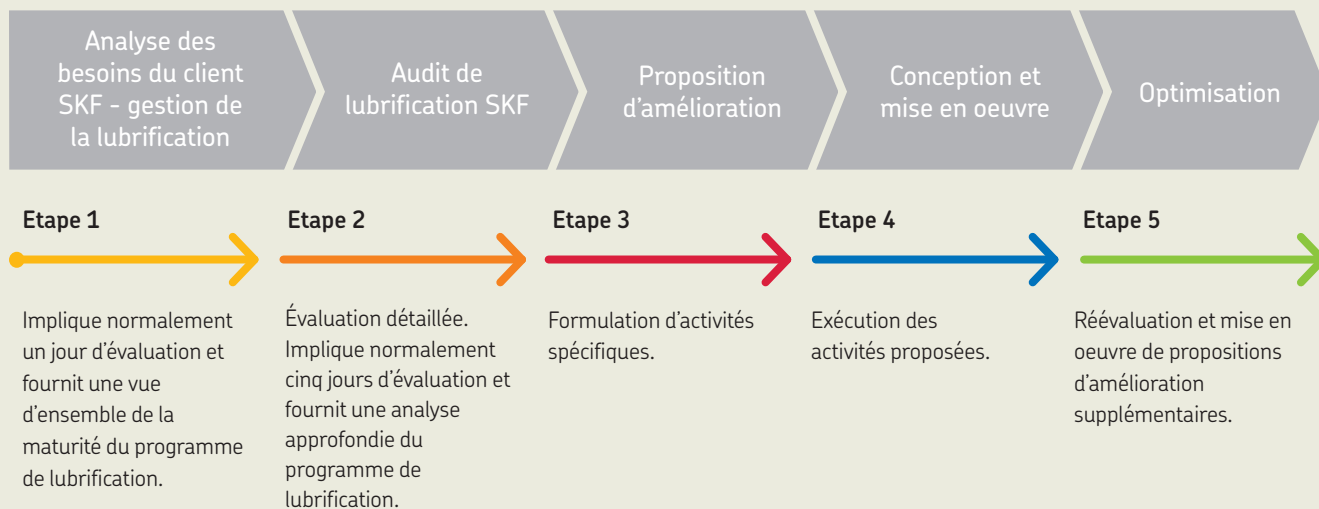 Analyse des
besoins du client
SKF - gestion de
la lubrification
Audit de
lubrification SKF
Proposition
d'amélioration
Conception et
mise en oeuvre
Optimisation
Etape 1
Etape 2
Etape 3
Etape 4
Etape 5
Implique normalement
un jour d'évaluation et
fournit une vue
d'ensemble de la
maturité du programme
de lubrification.
Évaluation détaillée.
Implique normalement
cinq jours d'évaluation et
fournit une analyse
approfondie du
programme de
lubrification.
Formulation d'activités
spécifiques.
Exécution des
activités proposées.
Réévaluation et mise en
oeuvre de propositions
d'amélioration
supplémentaires.